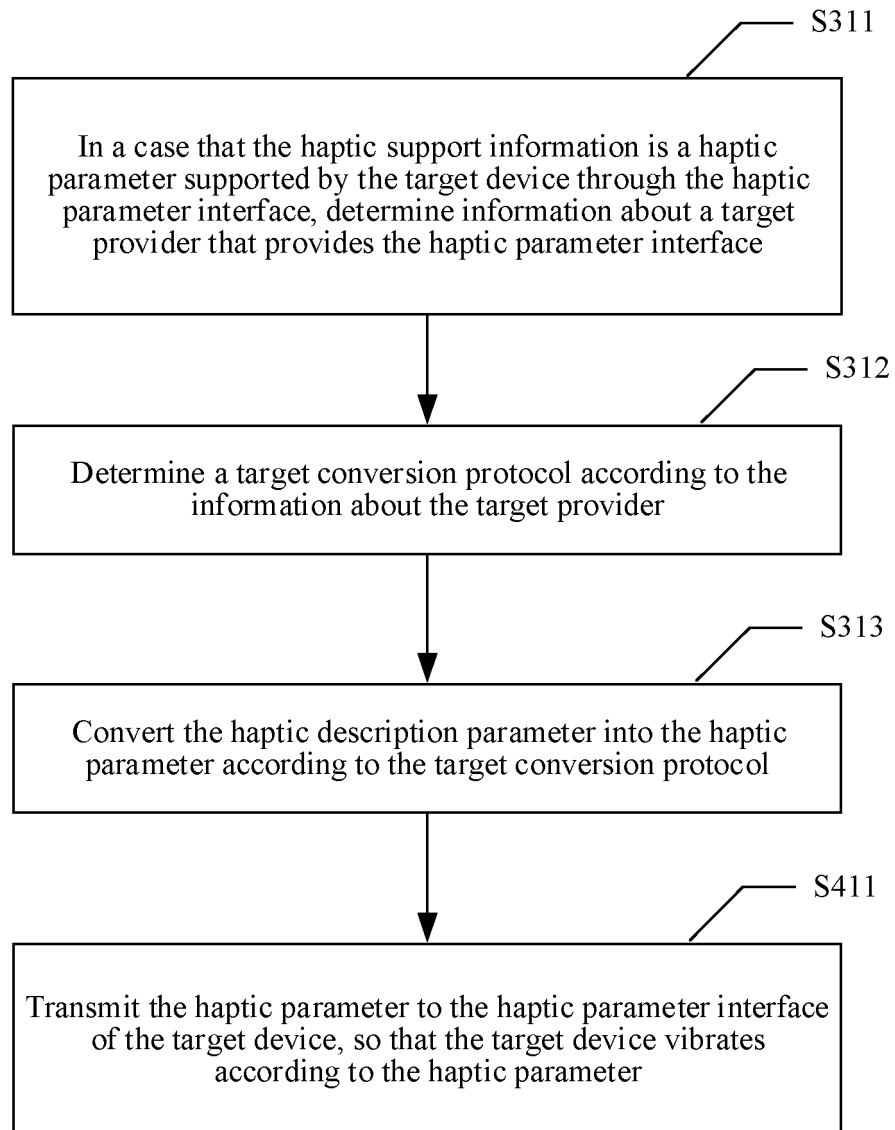 S311
In a case that the haptic support information is a haptic
parameter supported by the target device through the haptic
parameter interface, determine information about a target
provider that provides the haptic parameter interface
S312
Determine a target conversion protocol according to the
information about the target provider
S313
Convert the haptic description parameter into the haptic
parameter according to the target conversion protocol
S411
Transmit the haptic parameter to the haptic parameter interface
of the target device, so that the target device vibrates
according to the haptic parameter